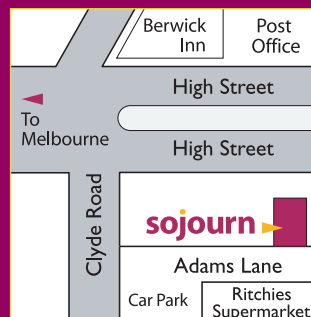 Berwick
Inn
Post
Office
High Street
To
Melbourne
High Street
Clyde Road
sojourn
Adams Lane
Car Park
Ritchies
Supermarket